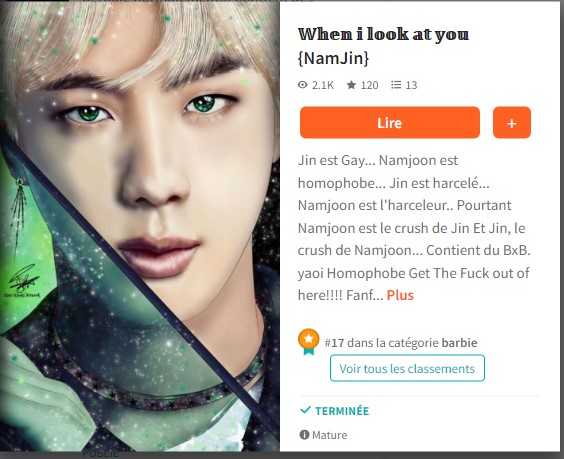 When i look at you
{NamJin}
2.1K 120 13
Lire +
Jin est Gay... Namjoon est
homophobe... Jin est harcelé...
Namjoon est l'harceleur.. Pourtant
Namjoon est le crush de Jin Et Jin, le
crush de Namjoon... Contient du BxB.
yaoi Homophobe Get The Fuck out of
here!!!! Fanf... Plus
#17 dans la catégorie barbie
Voir tous les classements
TERMINÉE
Mature